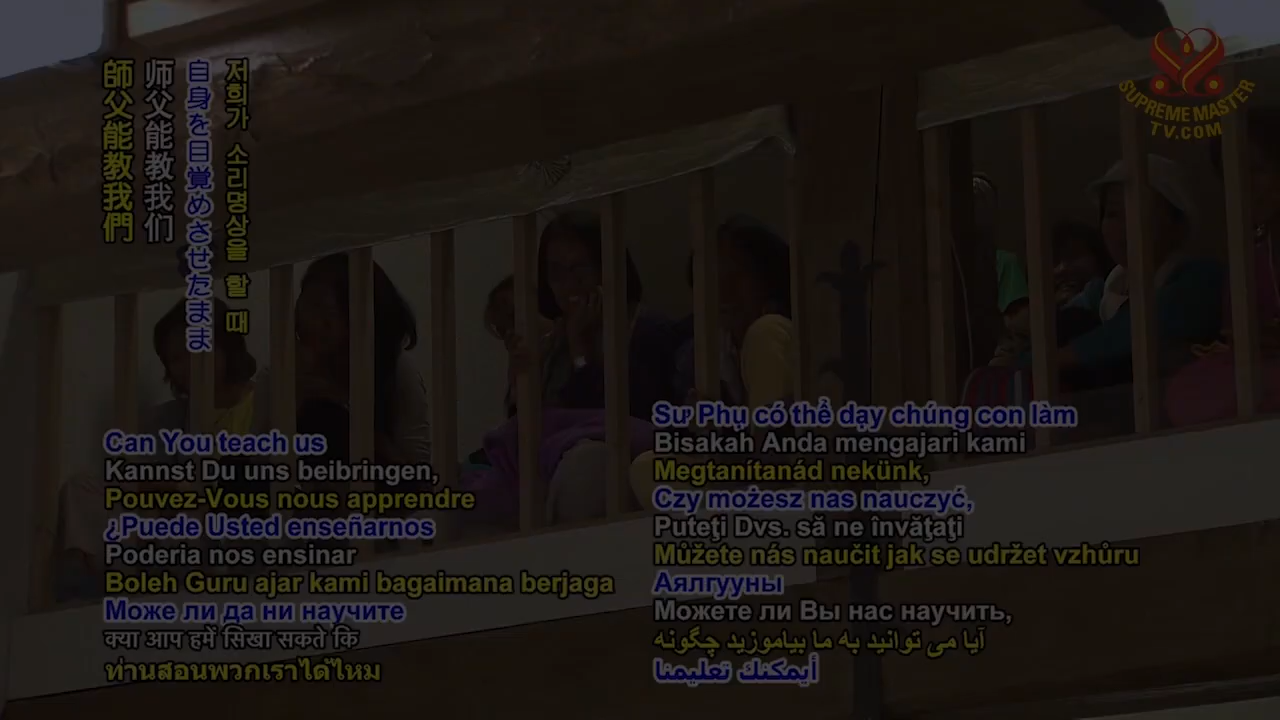 師父能教我們
师父能教我们
自身を目覚めさせたまま
저희가 소리명상을 할 때
SUPREME MASTER
TV.COM
Can You teach us
Kannst Du uns beibringen,
Pouvez-Vous nous apprendre
¿Puede Usted enseñarnos
Poderia nos ensinar
Boleh Guru ajar kami bagaimana berjaga
Може ли да ни научите
क्या आप हमें सिखा सकते कि
ท่านสอนพวกเราได้ไหม
Sư Phụ có thể dạy chúng con làm
Bisakah Anda mengajari kami
Megtanítanád nekünk,
Czy możesz nas nauczyć,
Puteţi Dvs. să ne învăţaţi
Můžete nás naučit jak se udržet vzhůru
Аялгууны
Можете ли Вы нас научить,
آیا می توانید به ما بیاموزید چگونه
أيمكنك تعليمنا